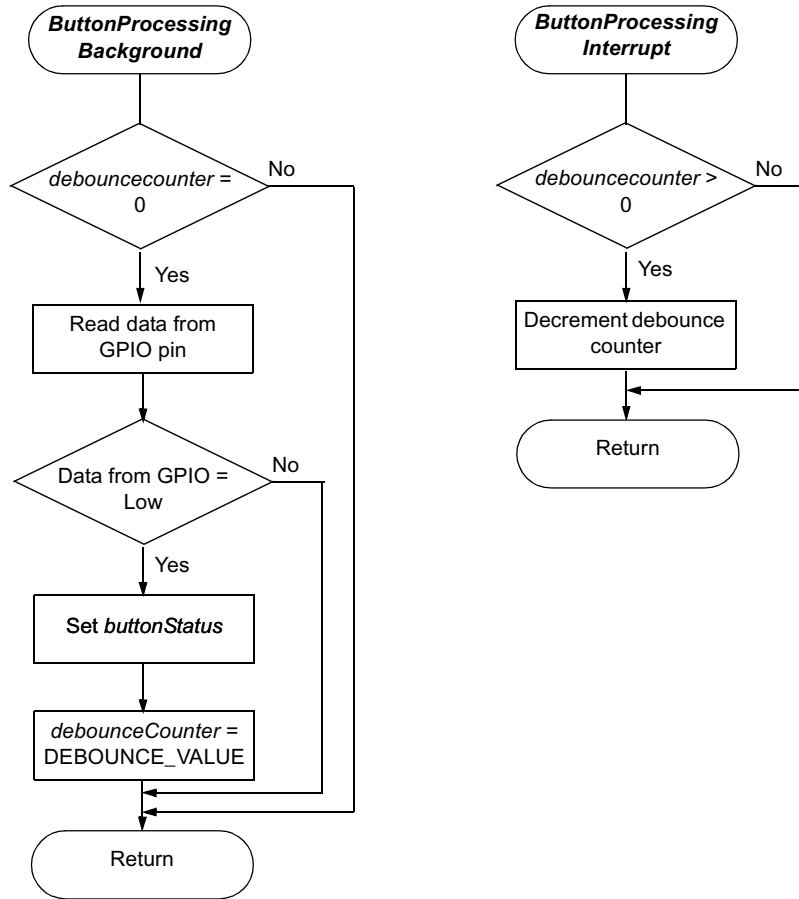 ButtonProcessing
Background
debouncecounter =
0
No
Yes
Read data from
GPIO pin
Data from GPIO =
Low
No
Yes
Set buttonStatus
debounceCounter =
DEBOUNCE_VALUE
Return
ButtonProcessing
Interrupt
debouncecounter >
0
No
Yes
Decrement debounce
counter
Return